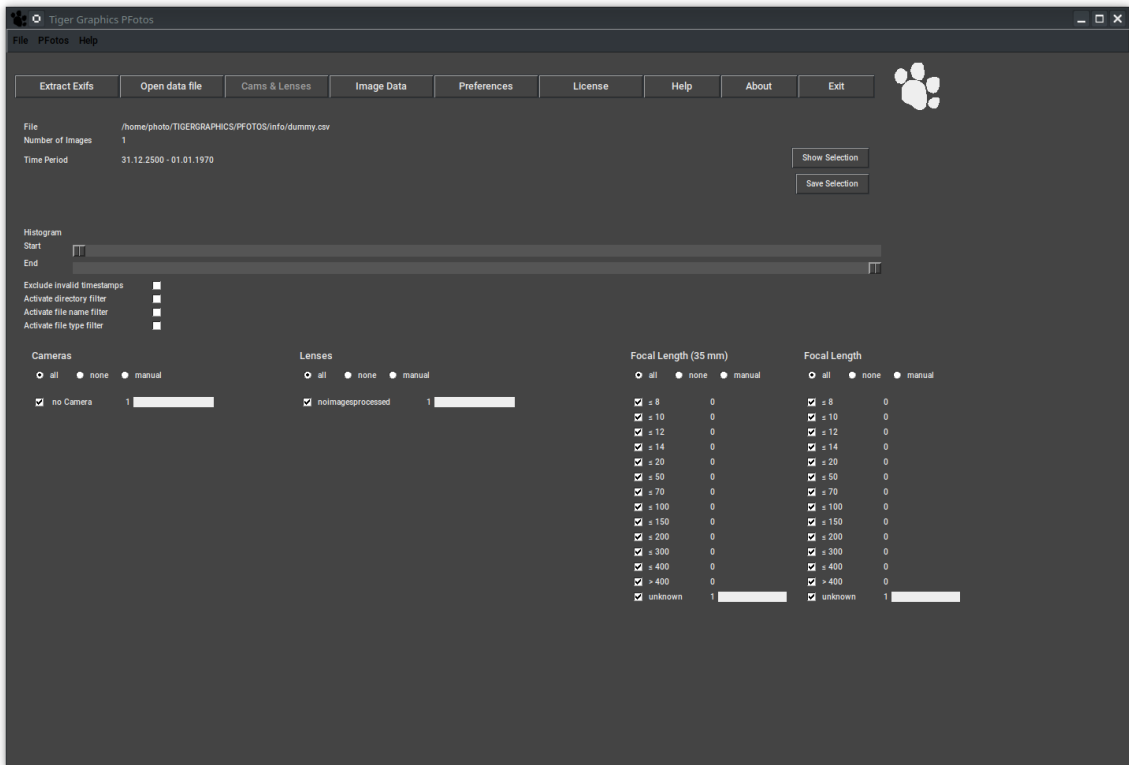 Tiger Graphics PFotos
File PFotos Help
Extract Exifs Open data file Cams & Lenses Image Data Preferences License Help About Exit
File /home/photo/TIGERGRAPHICS/PFOTOS/info/dummy.csv
Number of Images 1
Time Period 31.12.2500 - 01.01.1970
Show Selection
Save Selection
Histogram
Start
End
Exclude invalid timestamps
Activate directory filter
Activate file name filter
Activate file type filter
Cameras Lenses Focal Length (35 mm) Focal Length
all none manual all none manual all none manual all none manual
no Camera 1 noimagesprocessed 1 ≤ 8 0 ≤ 8 0
≤ 10 0 ≤ 10 0
≤ 12 0 ≤ 12 0
≤ 14 0 ≤ 14 0
≤ 20 0 ≤ 20 0
≤ 50 0 ≤ 50 0
≤ 70 0 ≤ 70 0
≤ 100 0 ≤ 100 0
≤ 150 0 ≤ 150 0
≤ 200 0 ≤ 200 0
≤ 300 0 ≤ 300 0
≤ 400 0 ≤ 400 0
> 400 0 > 400 0
unknown 1 unknown 1